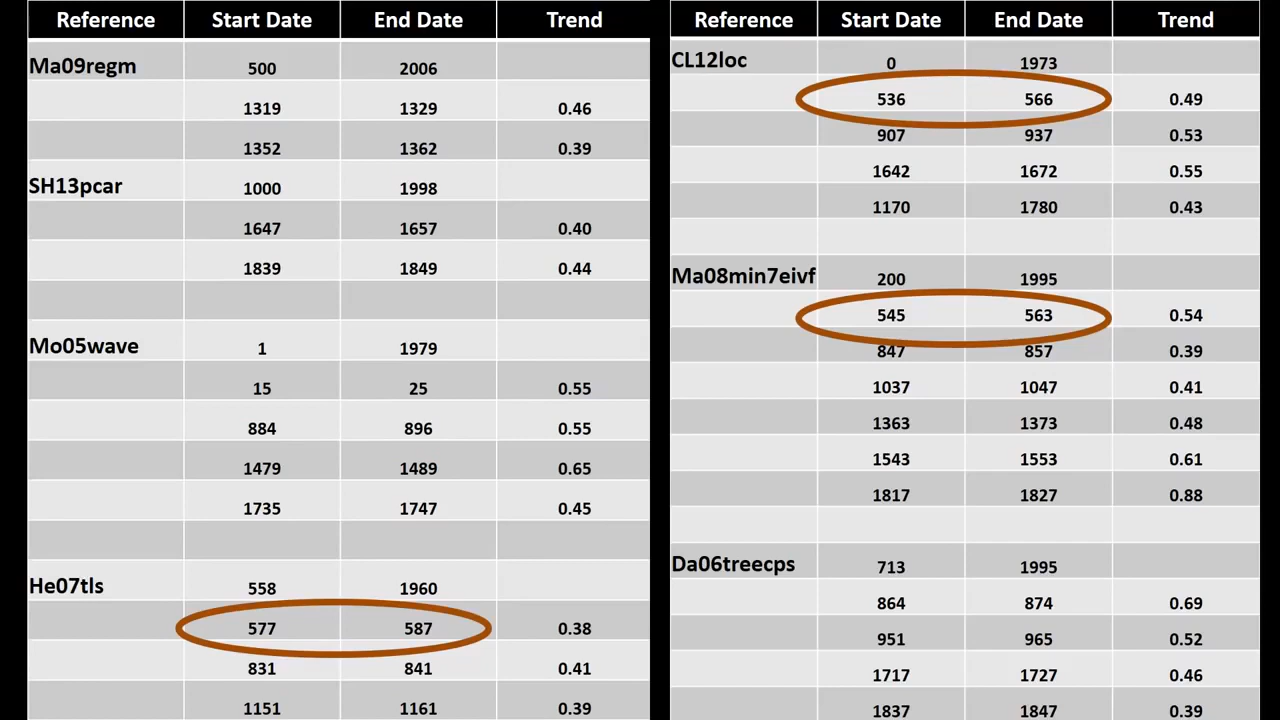 Reference Start Date End Date Trend
Ma09regm 500 2006
1319 1329 0.46
1352 1362 0.39
SH13pcar 1000 1998
1647 1657 0.40
1839 1849 0.44
Mo05wave 1 1979
15 25 0.55
884 896 0.55
1479 1489 0.65
1735 1747 0.45
He07tls 558 1960
577 587 0.38
831 841 0.41
1151 1161 0.39
Reference Start Date End Date Trend
CL12loc 0 1973
536 566 0.49
907 937 0.53
1642 1672 0.55
1170 1780 0.43
Ma08min7eivf 200 1995
545 563 0.54
847 857 0.39
1037 1047 0.41
1363 1373 0.48
1543 1553 0.61
1817 1827 0.88
Da06treecps 713 1995
864 874 0.69
951 965 0.52
1717 1727 0.46
1837 1847 0.39